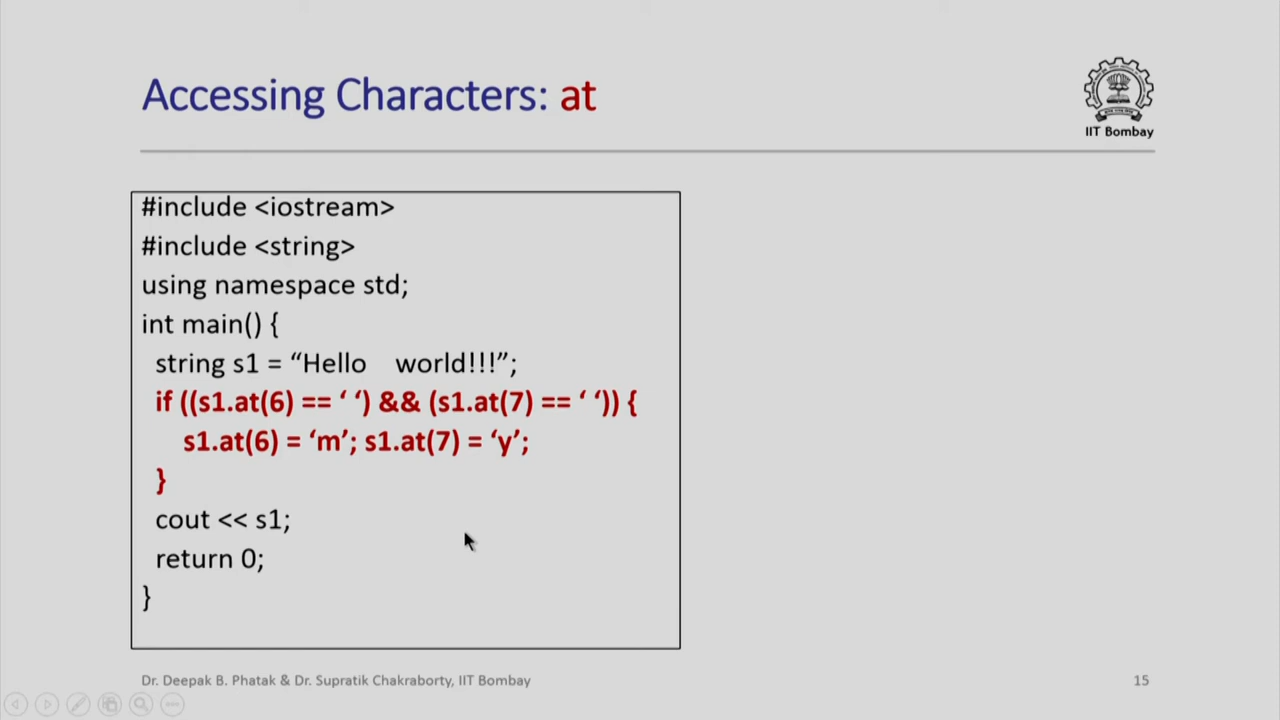 Accessing Characters: at
IIT Bombay
#include <iostream>
#include <string>
using namespace std;
int main() {
string s1 = “Hello    world!!!”;
if ((s1.at(6) == ‘ ‘) && (s1.at(7) == ‘ ‘)) {
s1.at(6) = ‘m’; s1.at(7) = ‘y’;
}
cout << s1;
return 0;
}
Dr. Deepak B. Phatak & Dr. Supratik Chakraborty, IIT Bombay
15